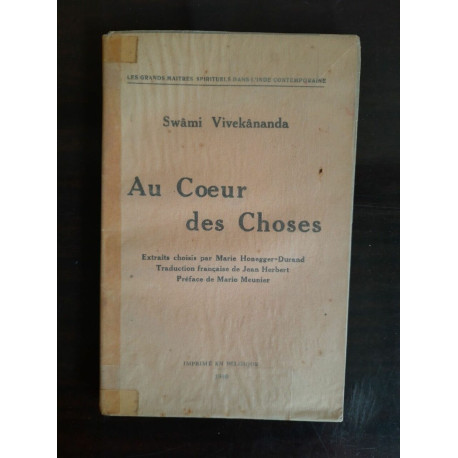 LES GRANDS MAITRES SPIRITUELS DANS L'INDE CONTEMPORAINE
Swâmi Vivekânanda
Au Coeur
des Choses
Extraits choisis par Marie Honegger-Durand
Traduction française de Jean Herbert
Préface de Mario Meunier
IMPRIMÉ EN BELGIQUE